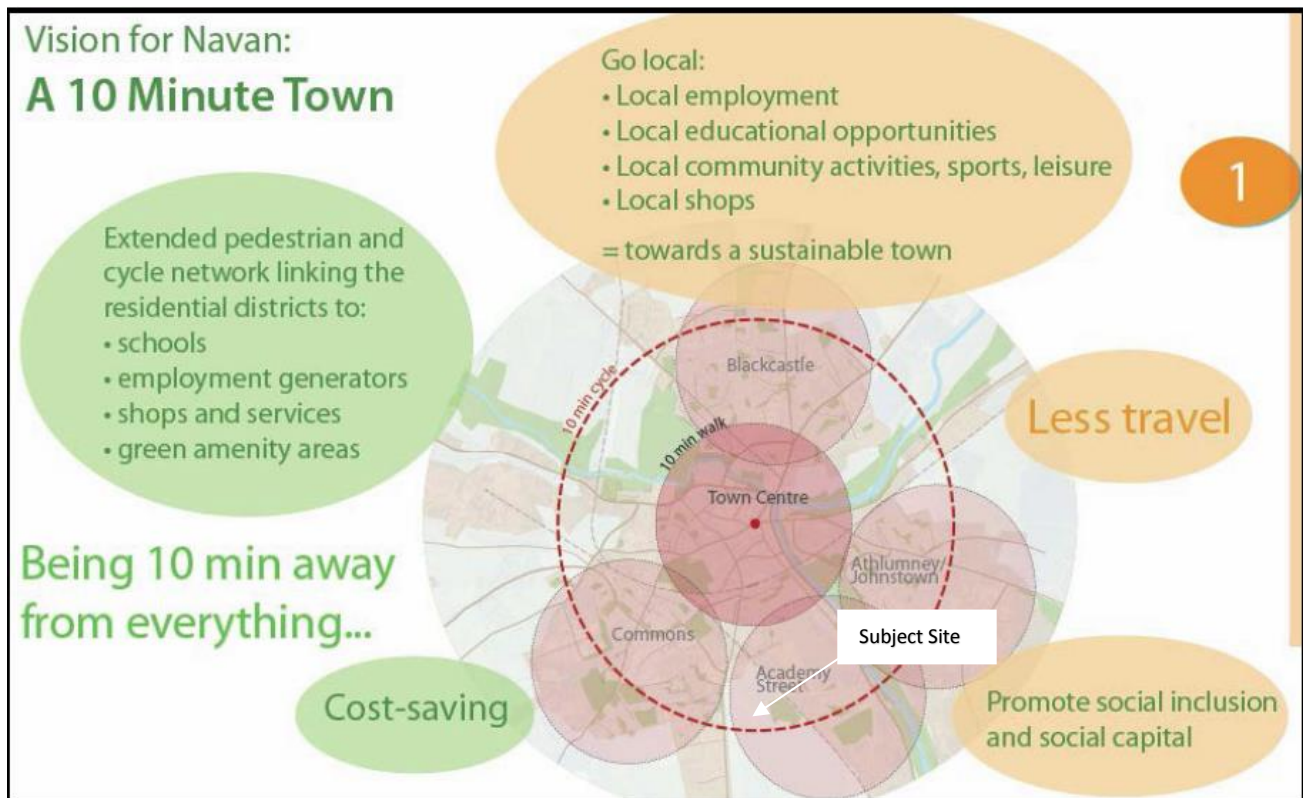 Vision for Navan:
A 10 Minute Town
Go local:
• Local employment
• Local educational opportunities
• Local community activities, sports, leisure
• Local shops
= towards a sustainable town
1
Extended pedestrian and
cycle network linking the
residential districts to:
• schools
• employment generators
• shops and services
• green amenity areas
Blackcastle
10 min cycle
10 min walk
Less travel
Town Centre
Being 10 min away
from everything...
Athlumney/
Johnstown
Commons
Subject Site
Academy
Street
Cost-saving
Promote social inclusion
and social capital